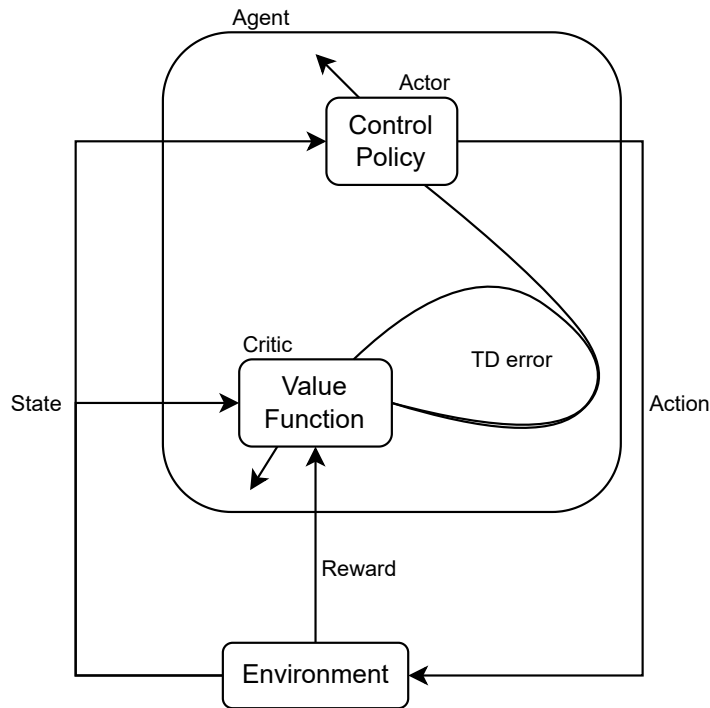 Agent
Actor
Control
Policy
Critic
TD error
Value
Function
State
Action
Reward
Environment